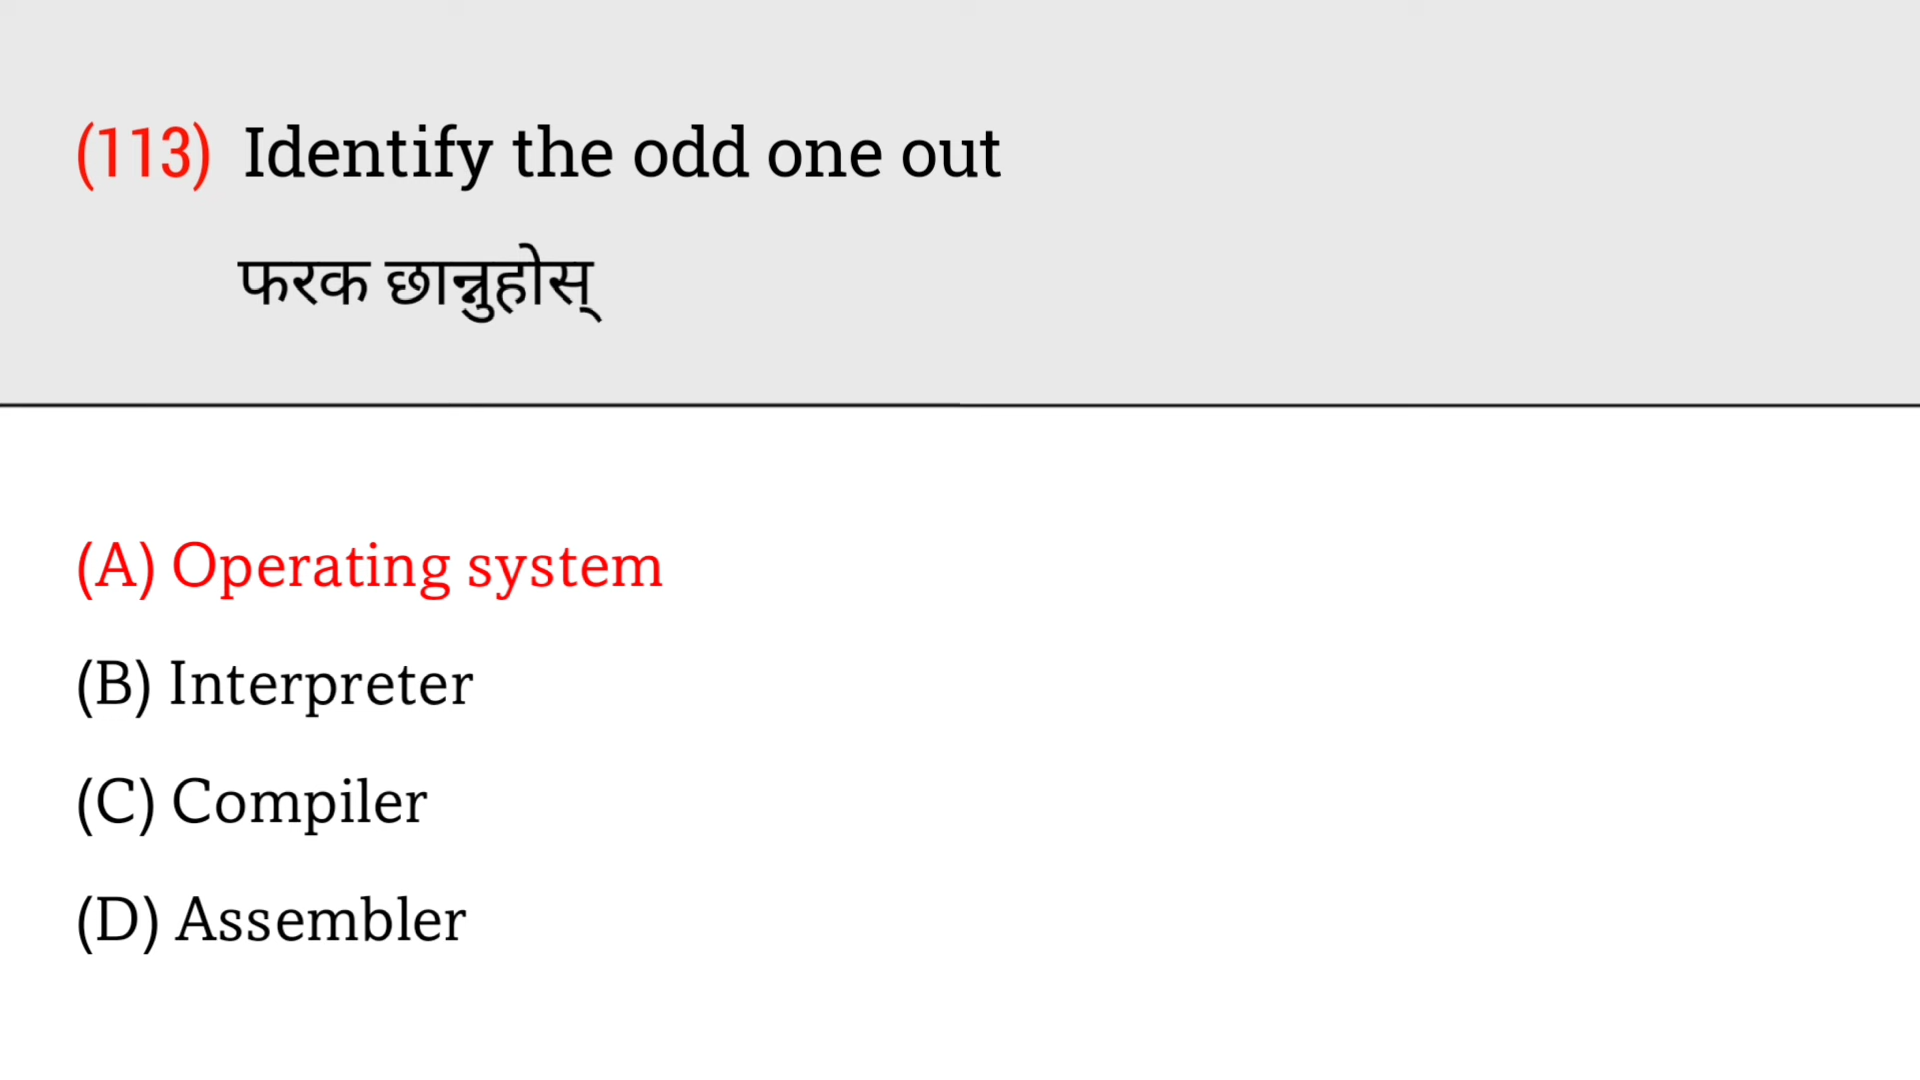 (113) Identify the odd one out
फरक छान्नुहोस्
(A) Operating system
(B) Interpreter
(C) Compiler
(D) Assembler